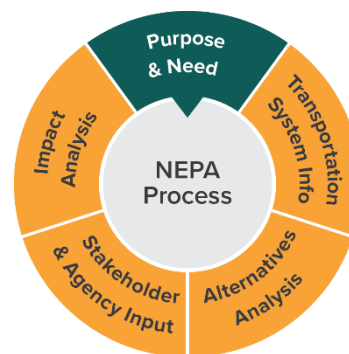 Purpose
& Need
Transportation
System Info
Alternatives
Analysis
Stakeholder
& Agency Input
Impact
Analysis
NEPA
Process